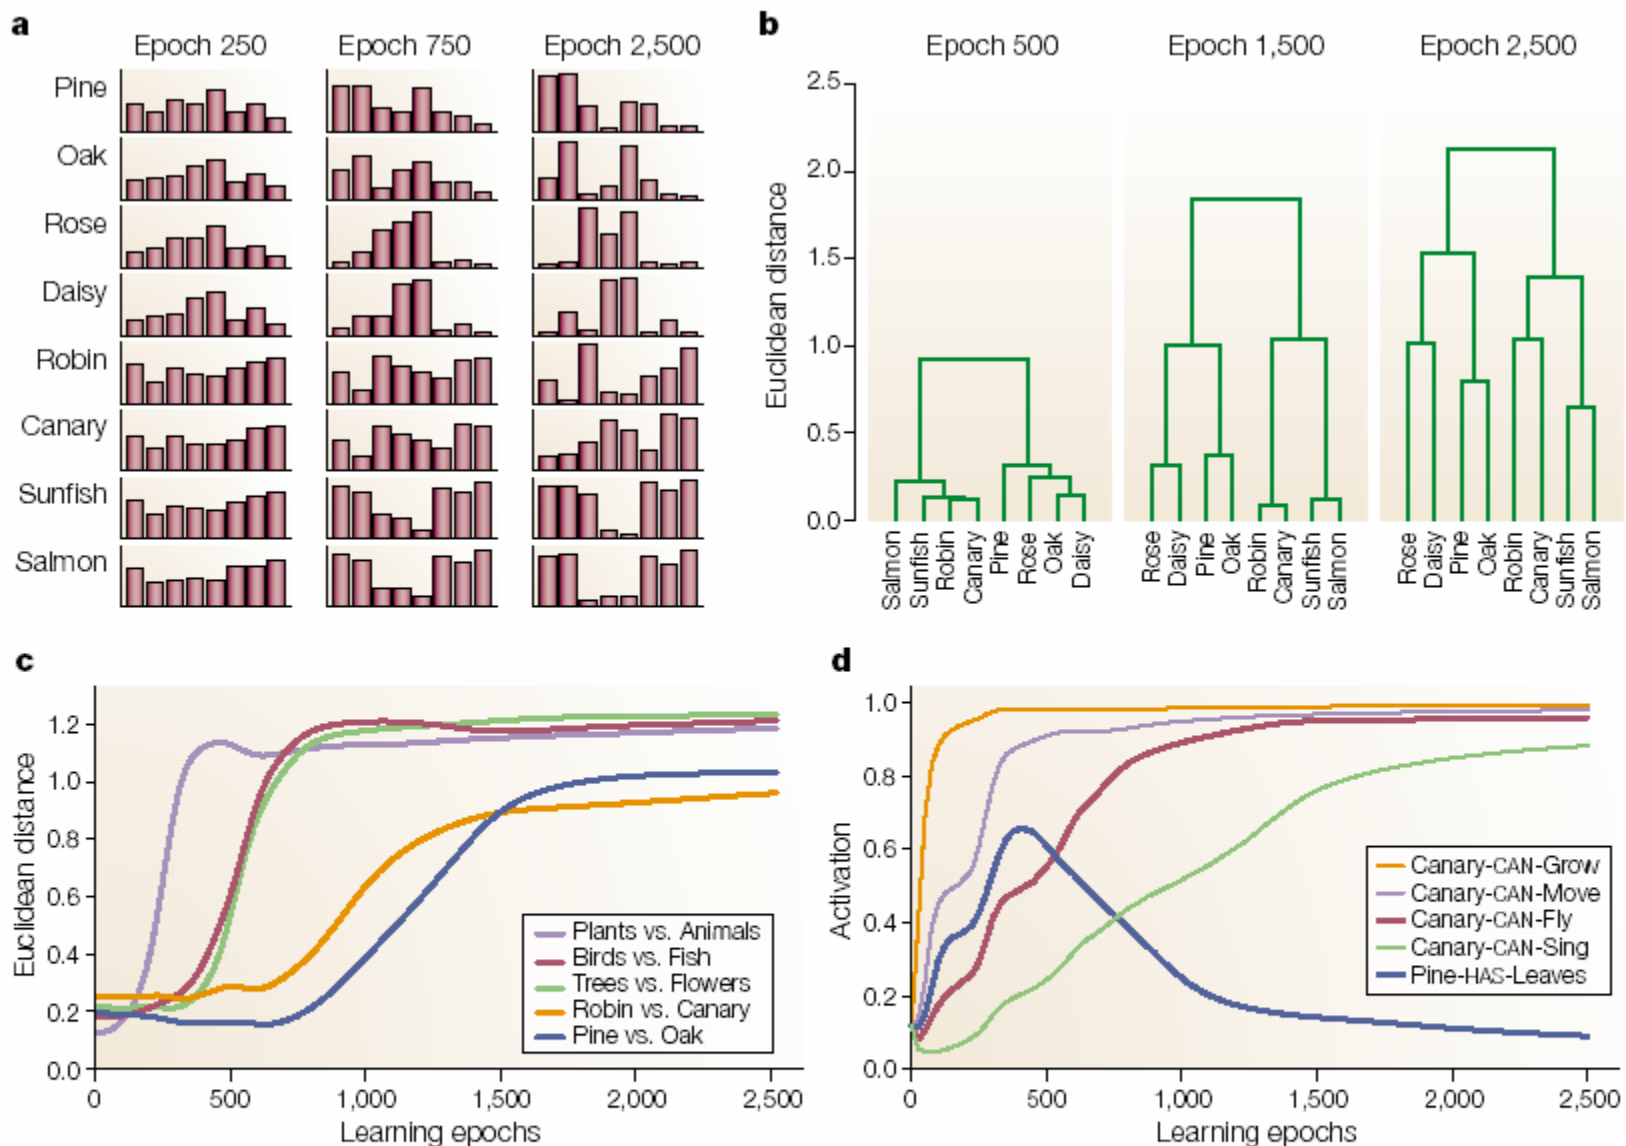 a
Epoch 250 Epoch 750 Epoch 2,500
Pine
Oak
Rose
Daisy
Robin
Canary
Sunfish
Salmon
b
Epoch 500 Epoch 1,500 Epoch 2,500
Euclidean distance
2.5
2.0
1.5
1.0
0.5
0.0
Salmon Sunfish Robin Canary Pine Rose Oak Daisy
Rose Daisy Pine Oak Robin Canary Sunfish Salmon
Rose Daisy Pine Oak Robin Canary Sunfish Salmon
c
Euclidean distance
1.2
1.0
0.8
0.6
0.4
0.2
0.0
Plants vs. Animals
Birds vs. Fish
Trees vs. Flowers
Robin vs. Canary
Pine vs. Oak
0 500 1,000 1,500 2,000 2,500
Learning epochs
d
Activation
1.0
0.8
0.6
0.4
0.2
0.0
Canary-CAN-Grow
Canary-CAN-Move
Canary-CAN-Fly
Canary-CAN-Sing
Pine-HAS-Leaves
0 500 1,000 1,500 2,000 2,500
Learning epochs